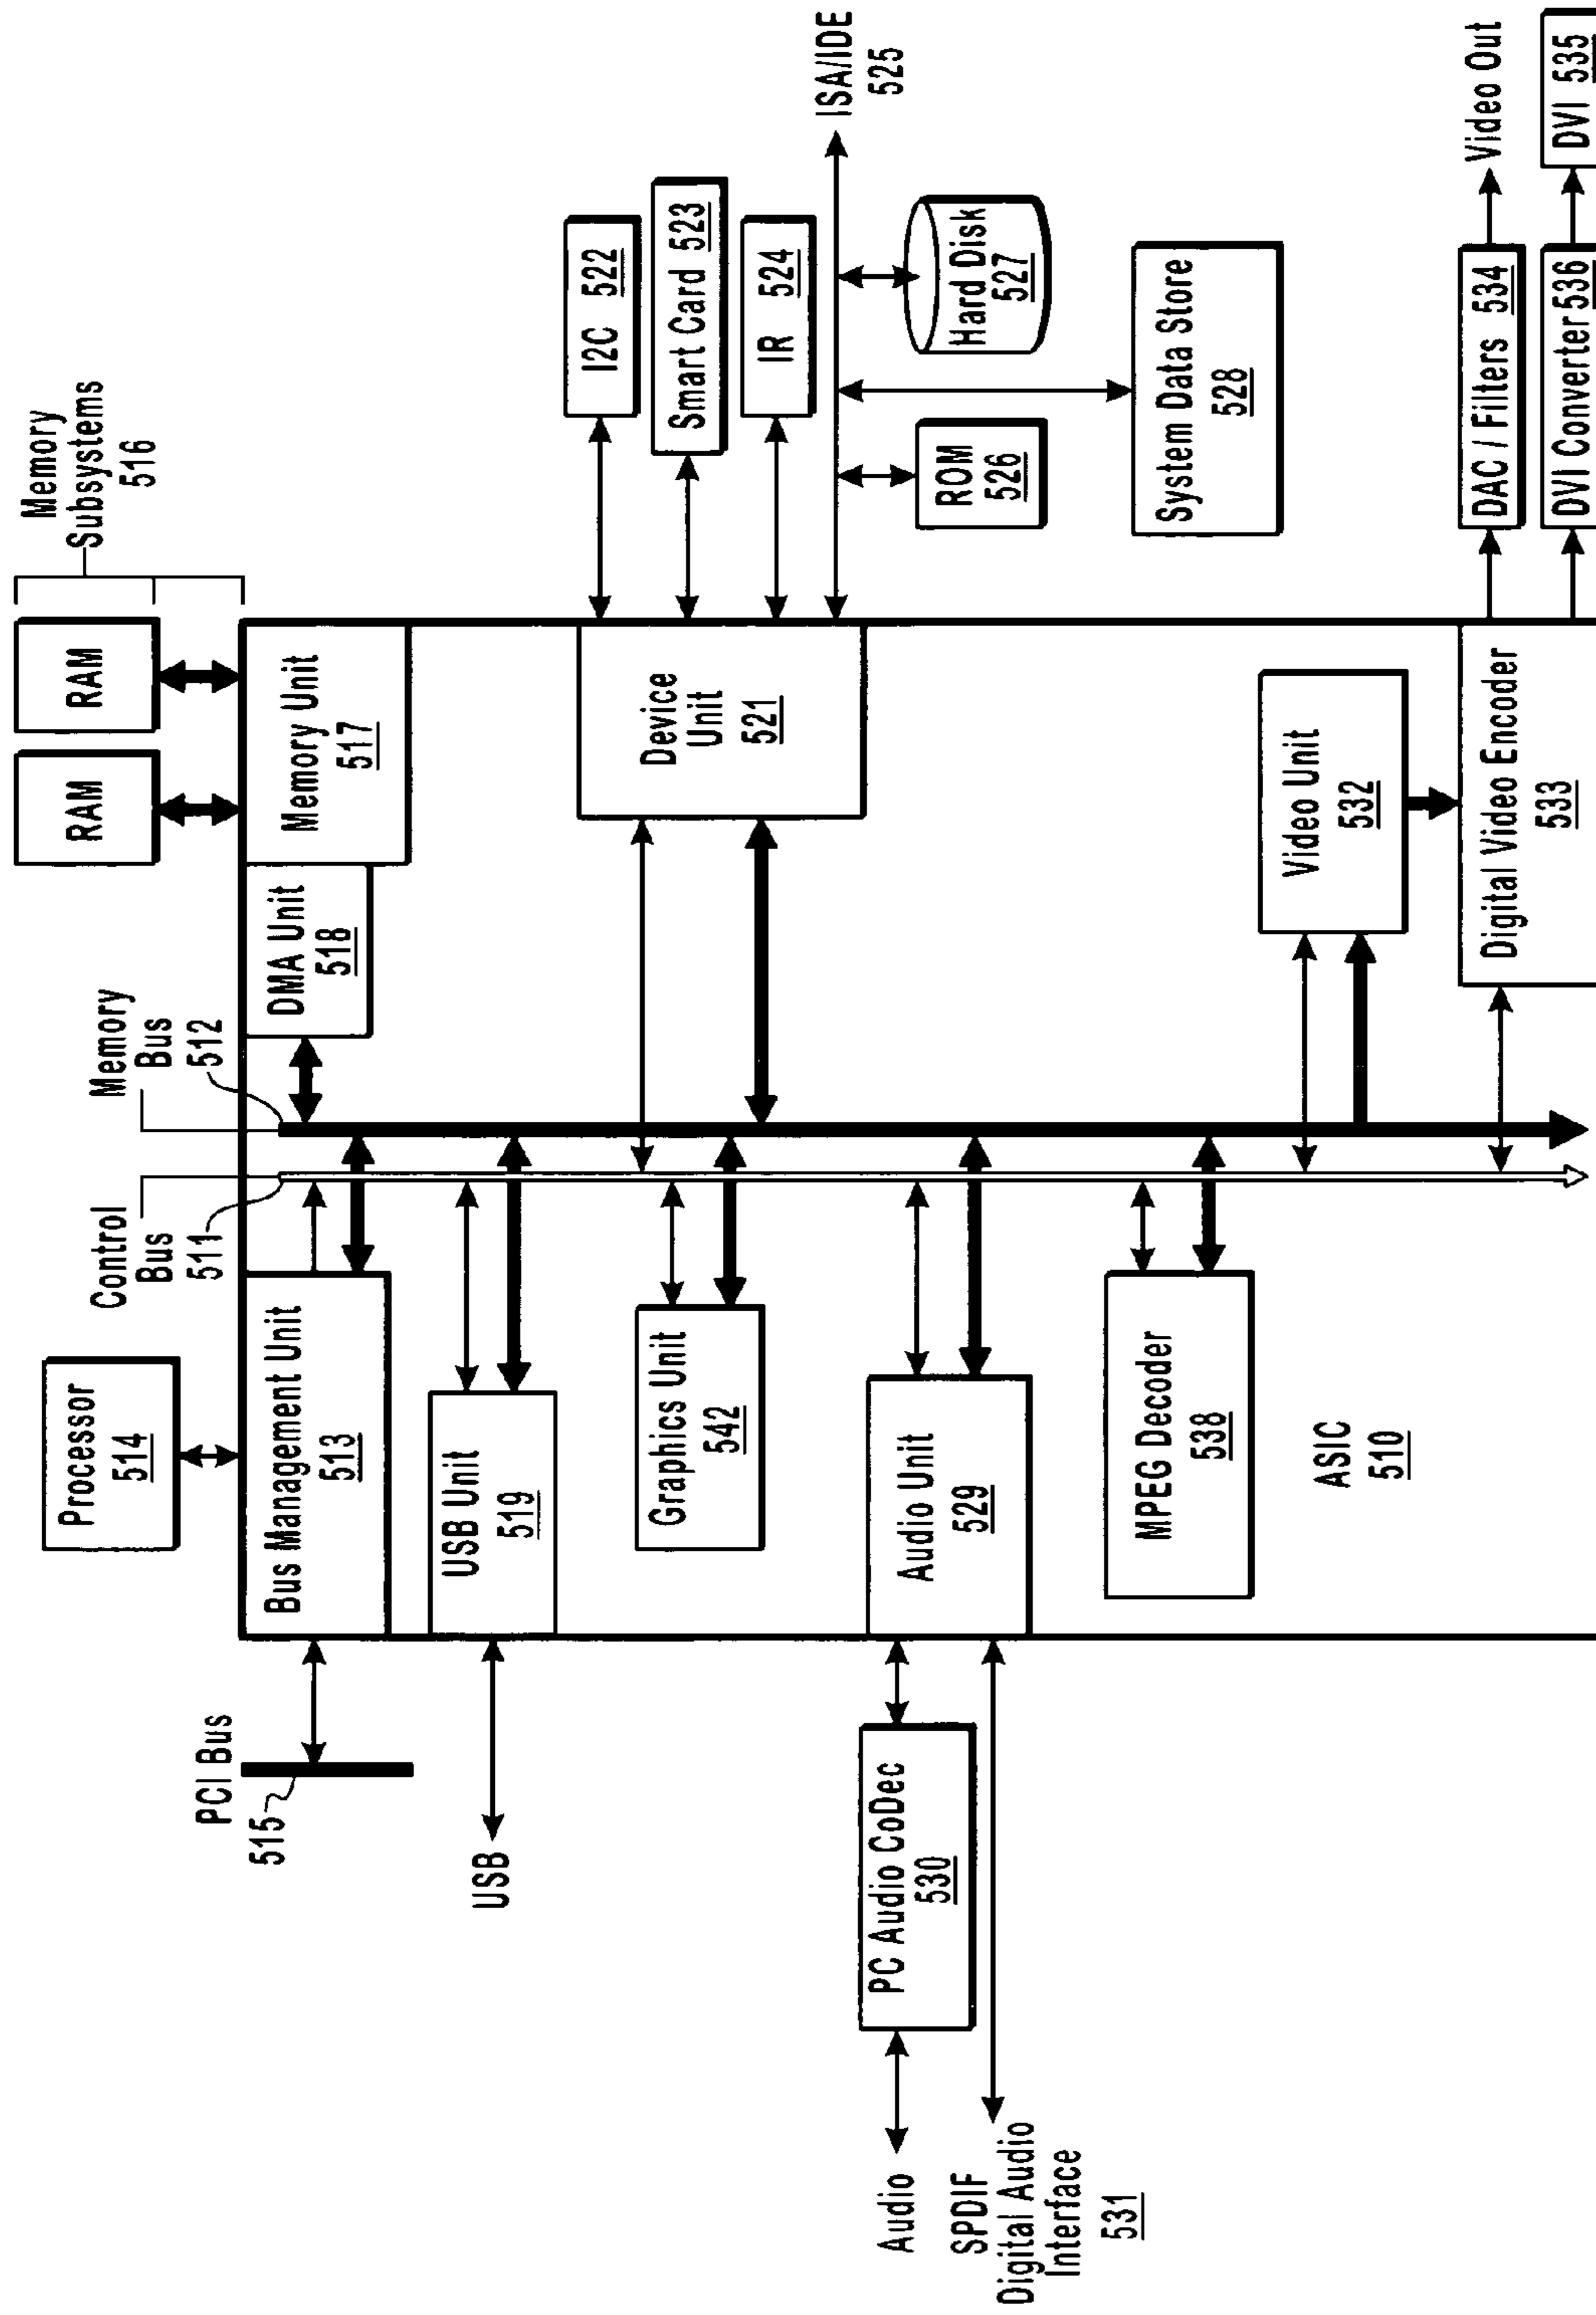 Memory
Subsystems
516
RAM
RAM
Processor
514
Control
Bus
511
Memory
Bus
512
PCI Bus
515
Bus Management Unit
513
DMA Unit
518
Memory Unit
517
USB
USB Unit
519
Graphics Unit
542
Device
Unit
521
I2C 522
Smart Card 523
IR 524
ISA/IDE
525
ROM
526
Hard Disk
527
System Data Store
528
Audio
PC Audio CoDec
530
SPDIF
Digital Audio
Interface
531
Audio Unit
529
MPEG Decoder
538
ASIC
510
Video Unit
532
Digital Video Encoder
533
DAC / Filters 534
Video Out
DVI Converter 536
DVI 535